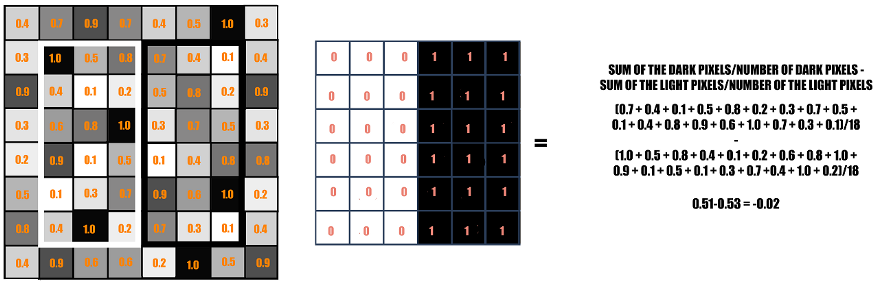 0.4 0.7 0.9 0.7 0.4 0.5 1.0 0.3
0.3 1.0 0.5 0.8 0.7 0.4 0.1 0.4
0.9 0.4 0.1 0.2 0.5 0.8 0.2 0.9
0.3 0.6 0.8 1.0 0.3 0.7 0.5 0.3
0.2 0.9 0.1 0.5 0.1 0.4 0.8 0.8
0.5 0.1 0.3 0.7 0.9 0.6 1.0 0.2
0.8 0.4 1.0 0.2 0.7 0.3 0.1 0.4
0.4 0.9 0.2 1.0 0.5 0.9
0 0 0 1 1 1
0 0 0 1 1 1
0 0 0 1 1 1
0 0 0 1 1 1
0 0 0 1 1 1
0 0 0 1 1 1
=
SUM OF THE DARK PIXELS/NUMBER OF DARK PIXELS -
SUM OF THE LIGHT PIXELS/NUMBER OF THE LIGHT PIXELS
(0.7 + 0.4 + 0.1 + 0.5 + 0.8 + 0.2 + 0.3 + 0.7 + 0.5 +
0.1 + 0.4 + 0.8 + 0.9 + 0.6 + 1.0 + 0.7 + 0.3 + 0.1)/18
-
(1.0 + 0.5 + 0.8 + 0.4 + 0.1 + 0.2 + 0.6 + 0.8 + 1.0 +
0.9 + 0.1 + 0.5 + 0.1 + 0.3 + 0.7 +0.4 + 1.0 + 0.2)/18
0.51-0.53 = -0.02